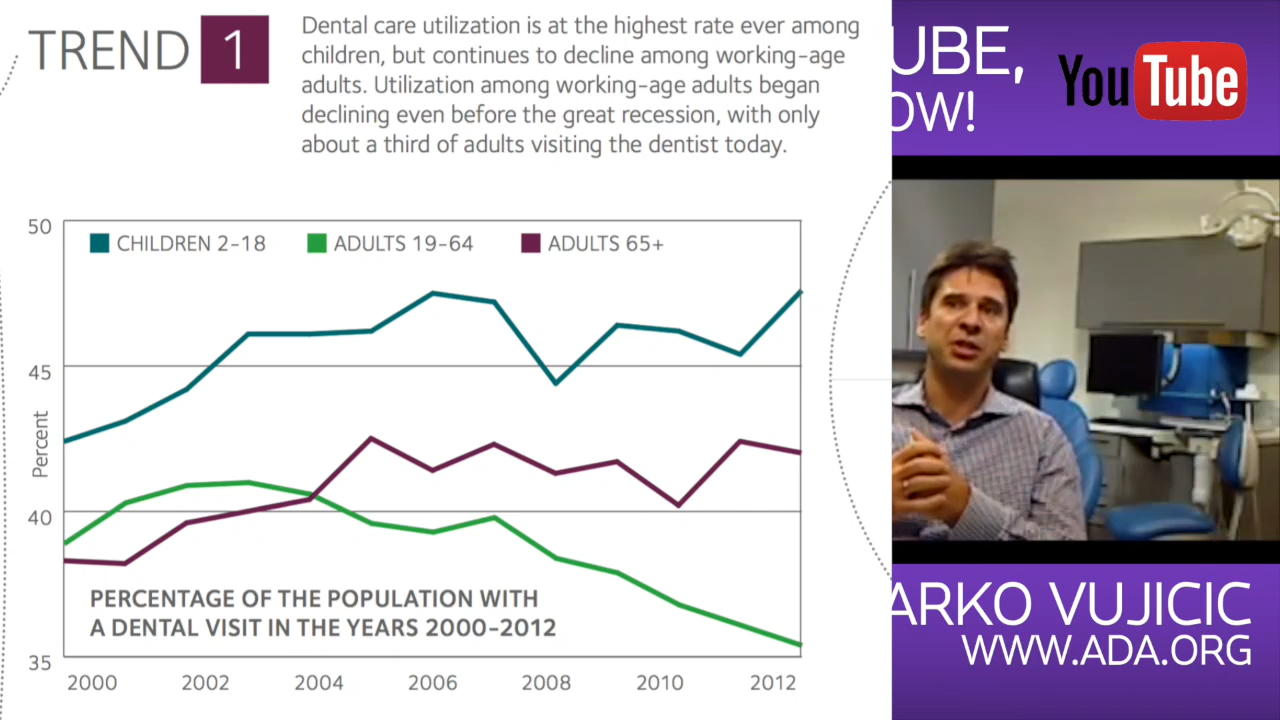 TREND 1
Dental care utilization is at the highest rate ever among
children, but continues to decline among working-age
adults. Utilization among working-age adults began
declining even before the great recession, with only
about a third of adults visiting the dentist today.
50
CHILDREN 2-18 ADULTS 19-64 ADULTS 65+
45
Percent
40
PERCENTAGE OF THE POPULATION WITH
A DENTAL VISIT IN THE YEARS 2000-2012
35
2000 2002 2004 2006 2008 2010 2012
UBE,
OW!
YouTube
ARKO VUJICIC
WWW.ADA.ORG